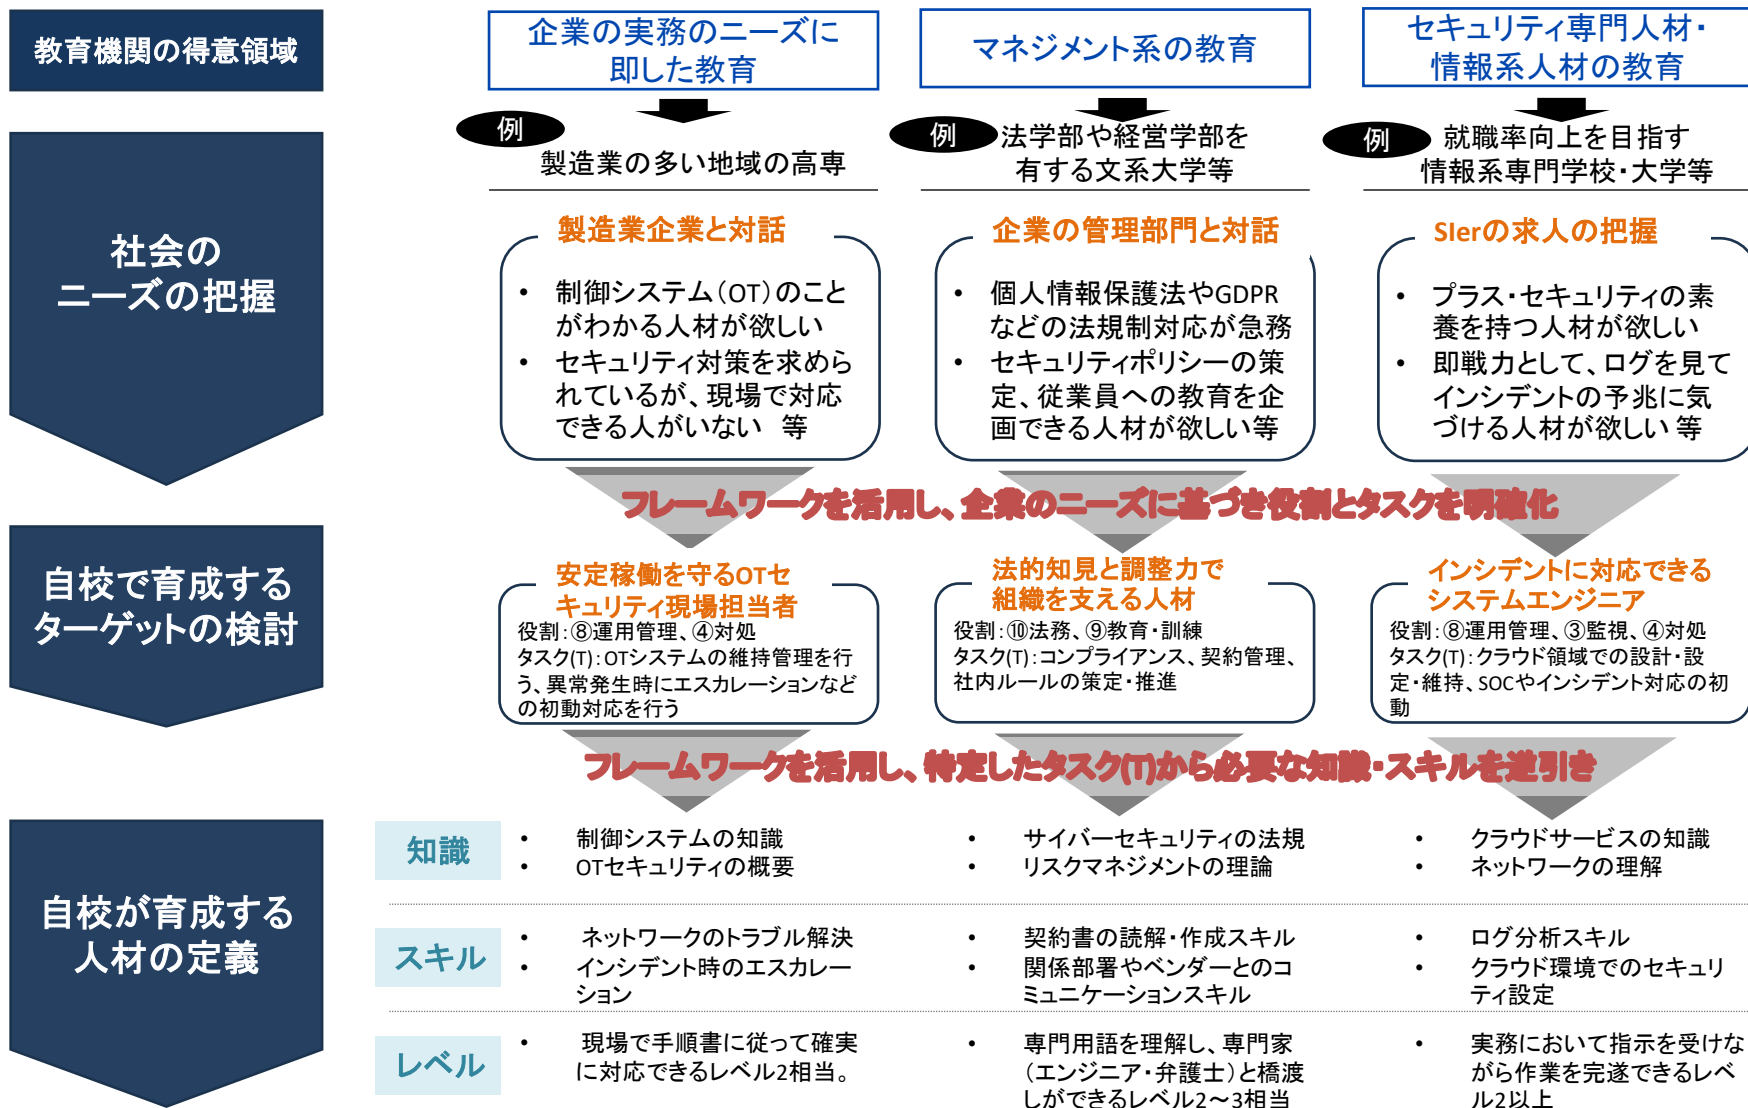 教育機関の得意領域
企業の実務のニーズに
即した教育
マネジメント系の教育
セキュリティ専門人材・
情報系人材の教育
例
製造業の多い地域の高専
例
法学部や経営学部を
有する文系大学等
例
就職率向上を目指す
情報系専門学校・大学等
社会の
ニーズの把握
製造業企業と対話
• 制御システム（OT）のこと
がわかる人材が欲しい
• セキュリティ対策を求めら
れているが、現場で対応
できる人がいない 等
企業の管理部門と対話
• 個人情報保護法やGDPR
などの法規制対応が急務
• セキュリティポリシーの策
定、従業員への教育を企
画できる人材が欲しい等
SIerの求人の把握
• プラス・セキュリティの素
養を持つ人材が欲しい
• 即戦力として、ログを見て
インシデントの予兆に気
づける人材が欲しい 等
フレームワークを活用し、企業のニーズに基づき役割とタスクを明確化
自校で育成する
ターゲットの検討
安定稼働を守るOTセ
キュリティ現場担当者
役割：⑧運用管理、④対処
タスク(T)：OTシステムの維持管理を行
う、異常発生時にエスカレーションなど
の初動対応を行う
法的知見と調整力で
組織を支える人材
役割：⑩法務、⑨教育・訓練
タスク(T)：コンプライアンス、契約管理、
社内ルールの策定・推進
インシデントに対応できる
システムエンジニア
役割：⑧運用管理、③監視、④対処
タスク(T)：クラウド領域での設計・設
定・維持、SOCやインシデント対応の初
動
フレームワークを活用し、特定したタスク(T)から必要な知識・スキルを逆引き
自校が育成する
人材の定義
知識
• 制御システムの知識
• OTセキュリティの概要
• サイバーセキュリティの法規
• リスクマネジメントの理論
• クラウドサービスの知識
• ネットワークの理解
スキル
• ネットワークのトラブル解決
• インシデント時のエスカレー
ション
• 契約書の読解・作成スキル
• 関係部署やベンダーとのコ
ミュニケーションスキル
• ログ分析スキル
• クラウド環境でのセキュリ
ティ設定
レベル
• 現場で手順書に従って確実
に対応できるレベル2相当。
• 専門用語を理解し、専門家
（エンジニア・弁護士）と橋渡
しができるレベル2～3相当
• 実務において指示を受けな
がら作業を完遂できるレベ
ル2以上